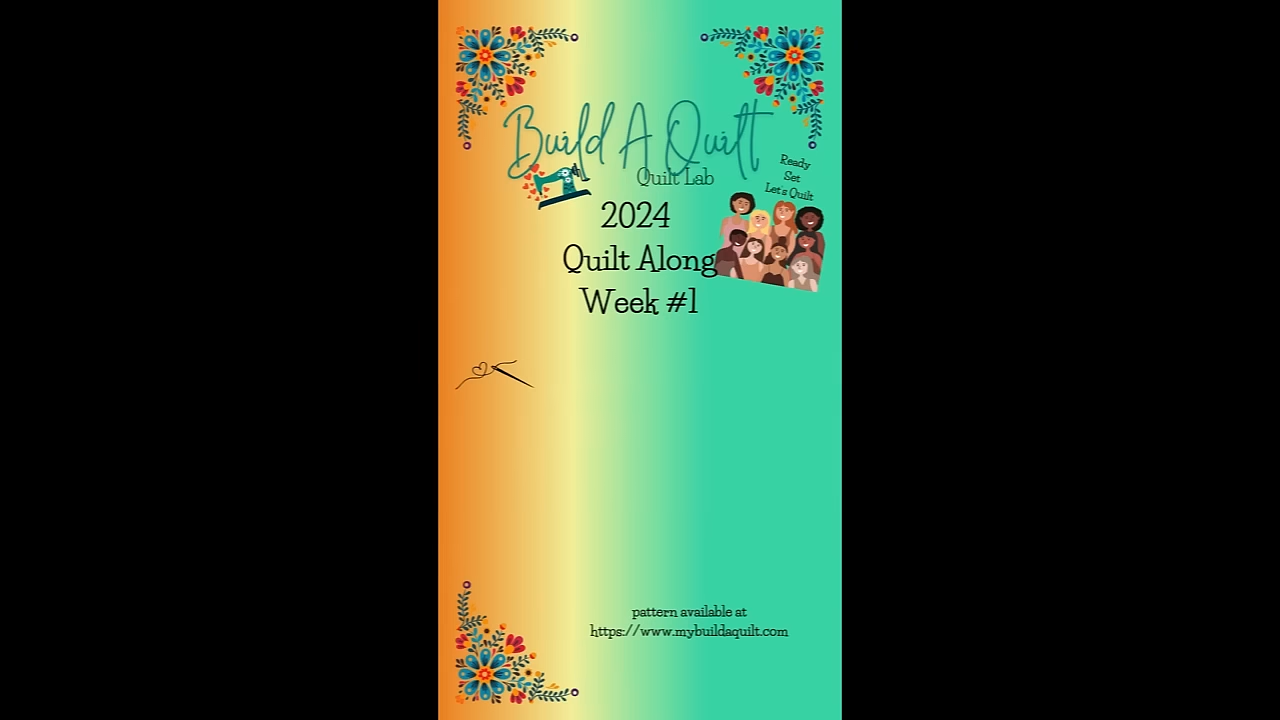 Build A Quilt
Quilt Lab
Ready
Set
Let's Quilt
2024
Quilt Along
Week #1
pattern available at
https://www.mybuildaquilt.com